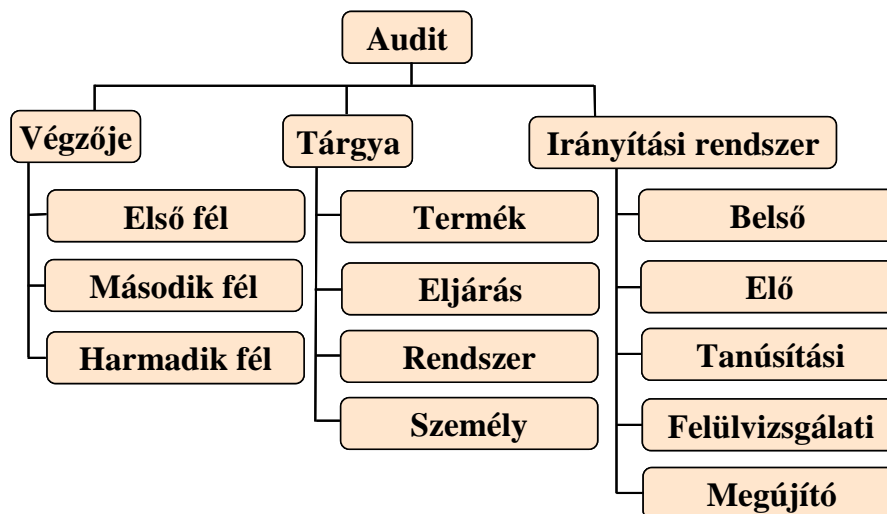 Audit
Végzője
Első fél
Második fél
Harmadik fél
Tárgya
Termék
Eljárás
Rendszer
Személy
Irányítási rendszer
Belső
Elő
Tanúsítási
Felülvizsgálati
Megújító